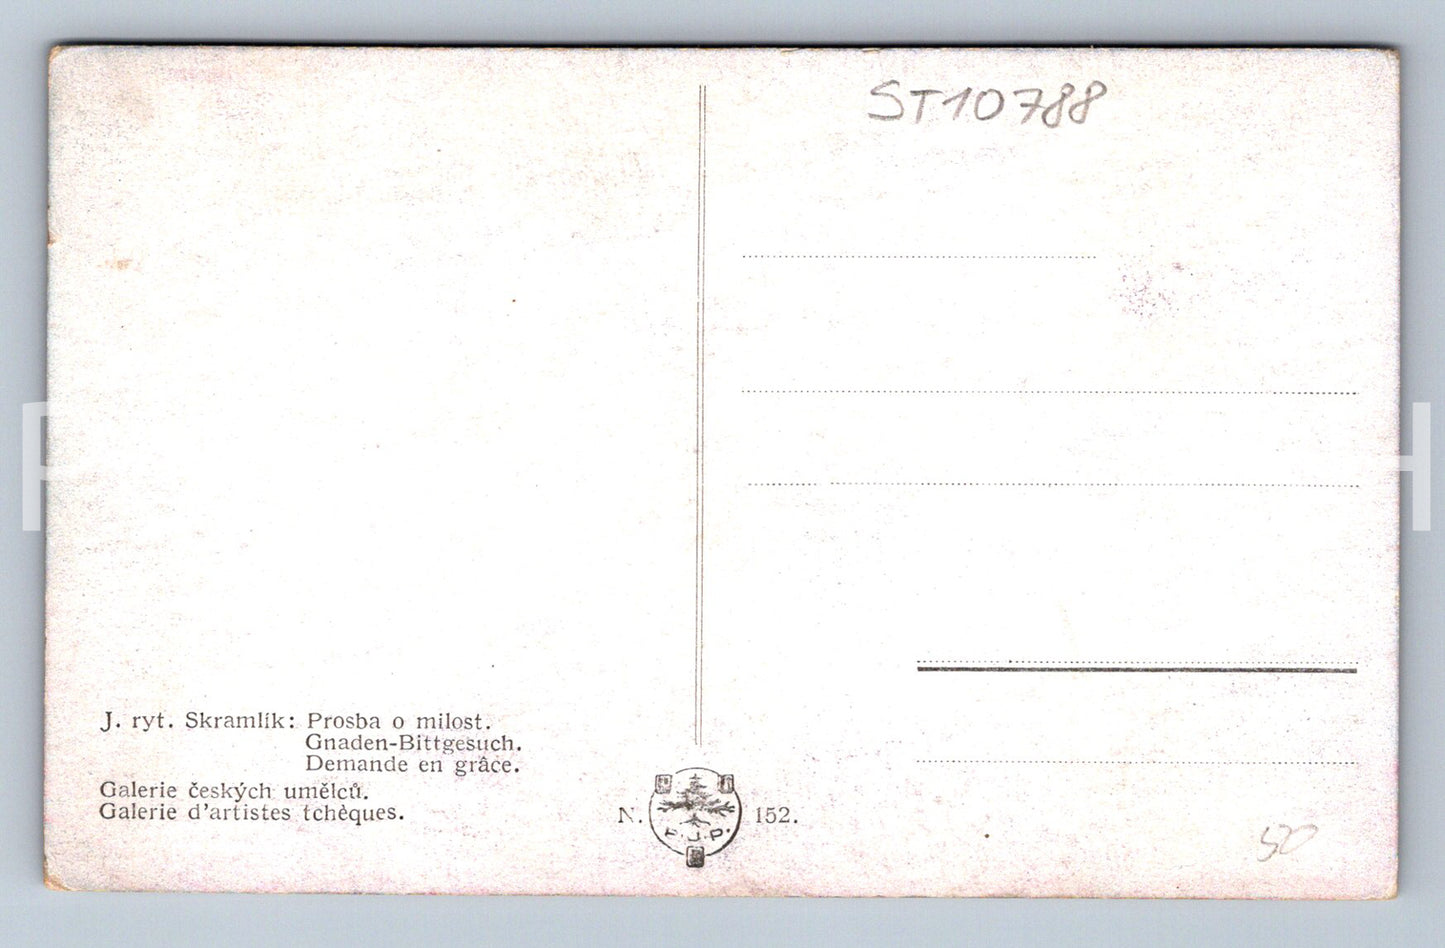 ST10788
J. ryt. Skramlík: Prosba o milost.
Gnaden-Bittgesuch.
Demande en grâce.
Galerie českých umělců.
Galerie d'artistes tchèques.
N. 152.
F. J. P.
50